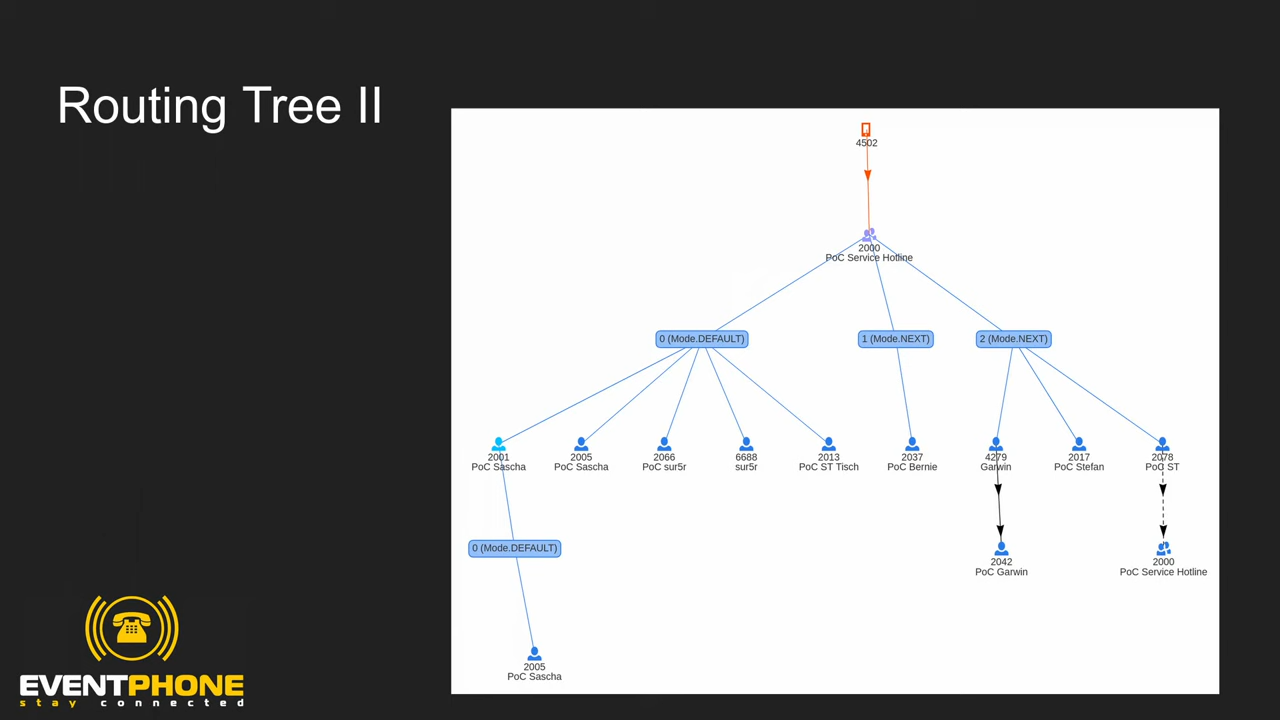 Routing Tree II
4502
2000
PoC Service Hotline
0 (Mode.DEFAULT)
1 (Mode.NEXT)
2 (Mode.NEXT)
2001
PoC Sascha
2005
PoC Sascha
2066
PoC sur5r
6688
sur5r
2013
PoC ST Tisch
2037
PoC Bernie
4279
Garwin
2017
PoC Stefan
2078
PoC ST
0 (Mode.DEFAULT)
2042
PoC Garwin
2000
PoC Service Hotline
2005
PoC Sascha
EVENTPHONE
stay connected